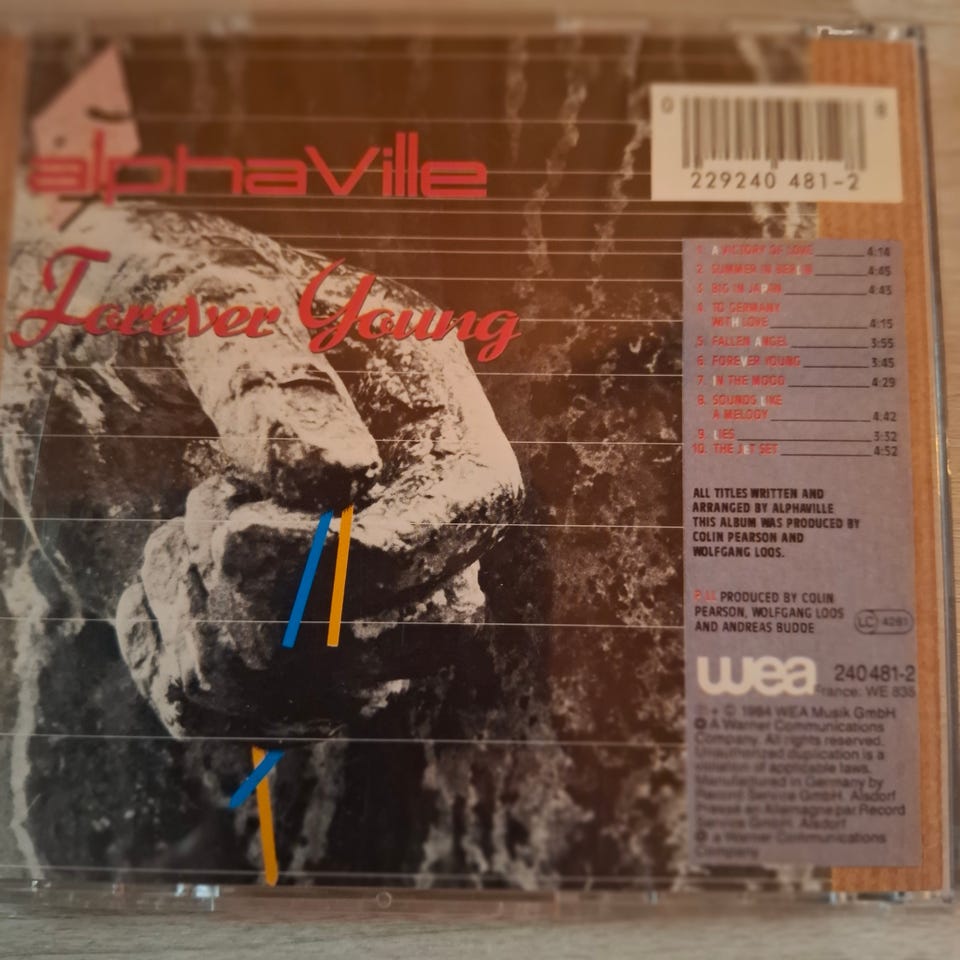 alphaVille
Forever Young
0 8
229240 481-2
1. A VICTORY OF LOVE 4:14
2. SUMMER IN BERLIN 4:45
3. BIG IN JAPAN 4:45
4. TO GERMANY
WITH LOVE 4:15
5. FALLEN ANGEL 3:55
6. FOREVER YOUNG 3:45
7. IN THE MOOD 4:29
8. SOUNDS LIKE
A MELODY 4:42
9. LIES 3:32
10. THE JET SET 4:52
ALL TITLES WRITTEN AND
ARRANGED BY ALPHAVILLE
THIS ALBUM WAS PRODUCED BY
COLIN PEARSON AND
WOLFGANG LOOS.
PRODUCED BY COLIN
PEARSON, WOLFGANG LOOS
AND ANDREAS BUDDE
LC 4281
wea 240 481-2
France: WE 835
℗ + © 1984 WEA Musik GmbH
A Warner Communications
Company. All rights reserved.
Unauthorized duplication is a
violation of applicable laws.
Manufactured in Germany by
Record Service GmbH. Alsdorf
Pressé en Allemagne par Record
Service GmbH. Alsdorf
a Warner Communications